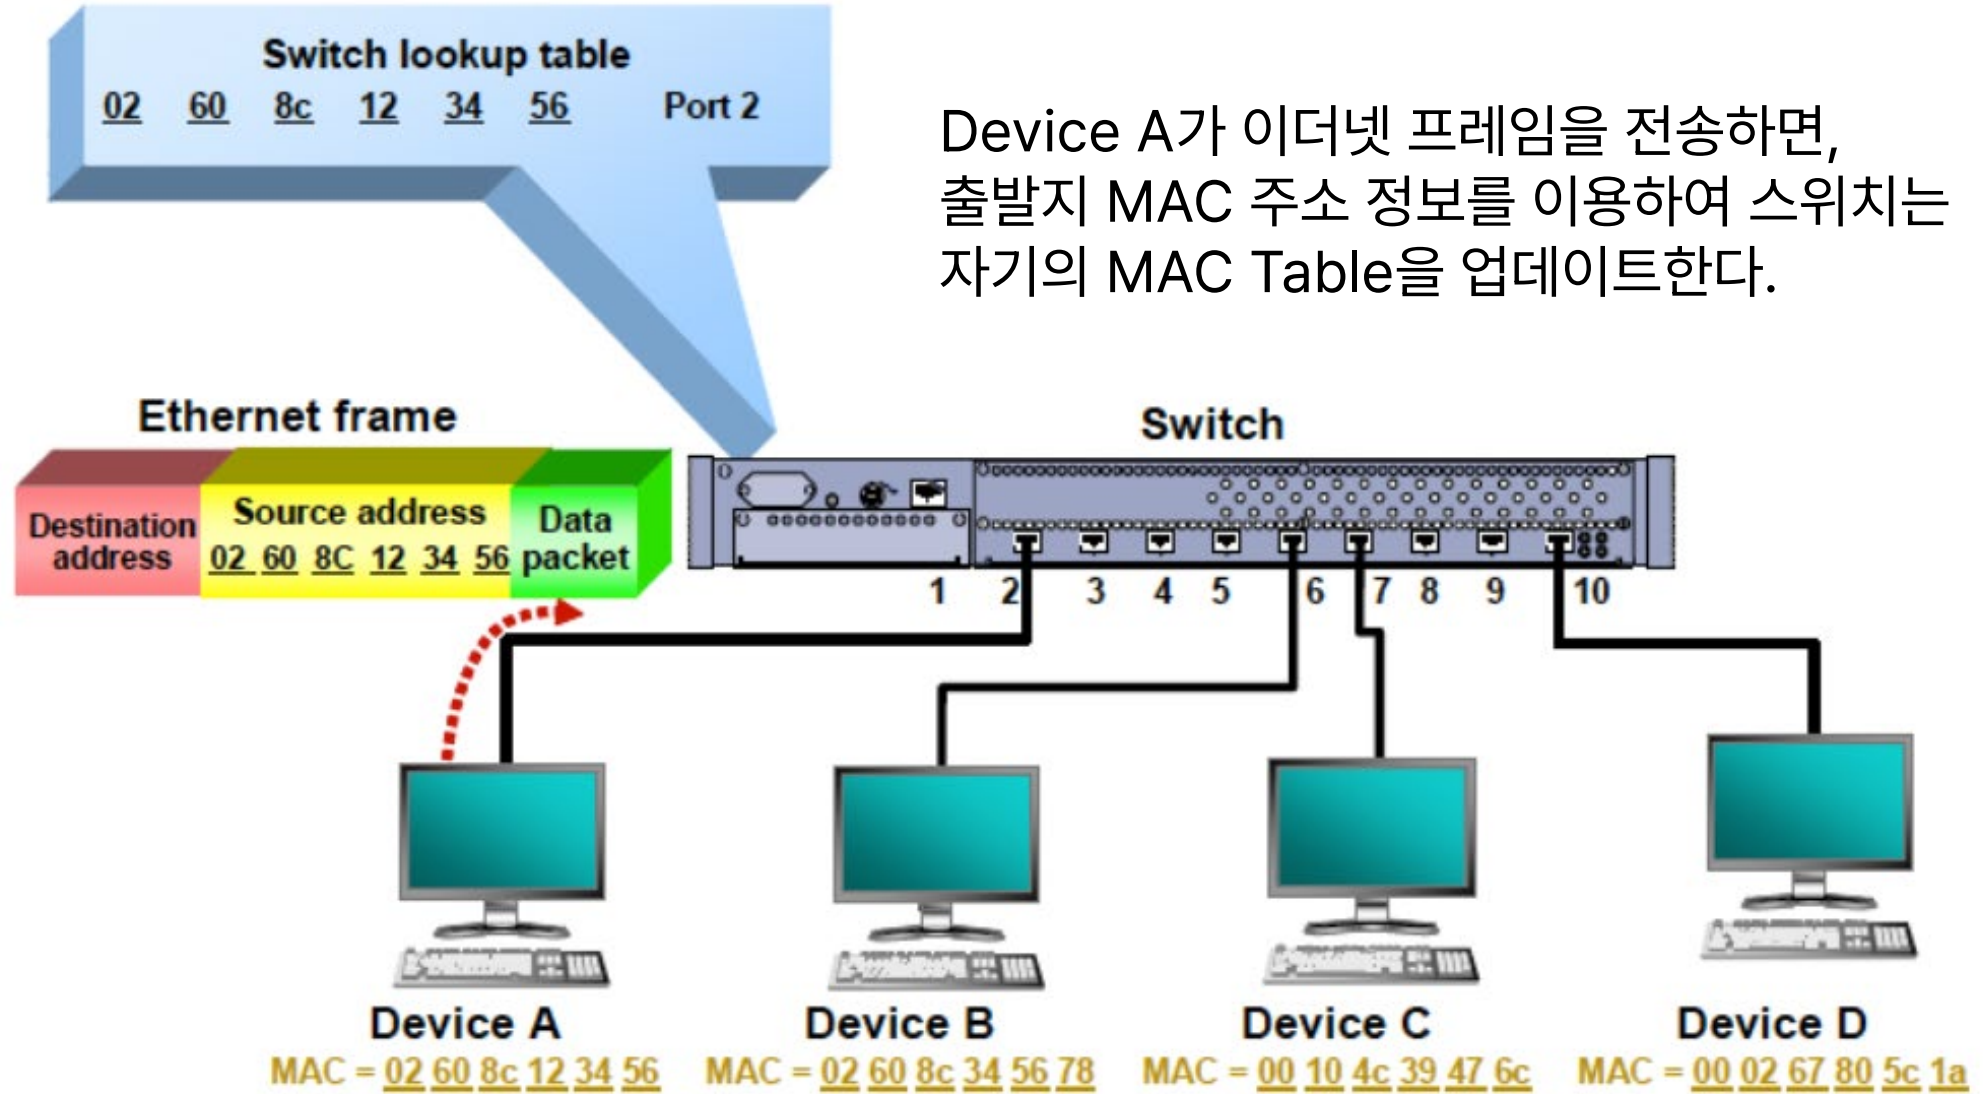 Switch lookup table
02 60 8c 12 34 56 Port 2
Device A가 이더넷 프레임을 전송하면,
출발지 MAC 주소 정보를 이용하여 스위치는
자기의 MAC Table을 업데이트한다.
Ethernet frame
Destination
address
Source address
02 60 8C 12 34 56
Data
packet
Switch
1 2 3 4 5 6 7 8 9 10
Device A
MAC = 02 60 8c 12 34 56
Device B
MAC = 02 60 8c 34 56 78
Device C
MAC = 00 10 4c 39 47 6c
Device D
MAC = 00 02 67 80 5c 1a